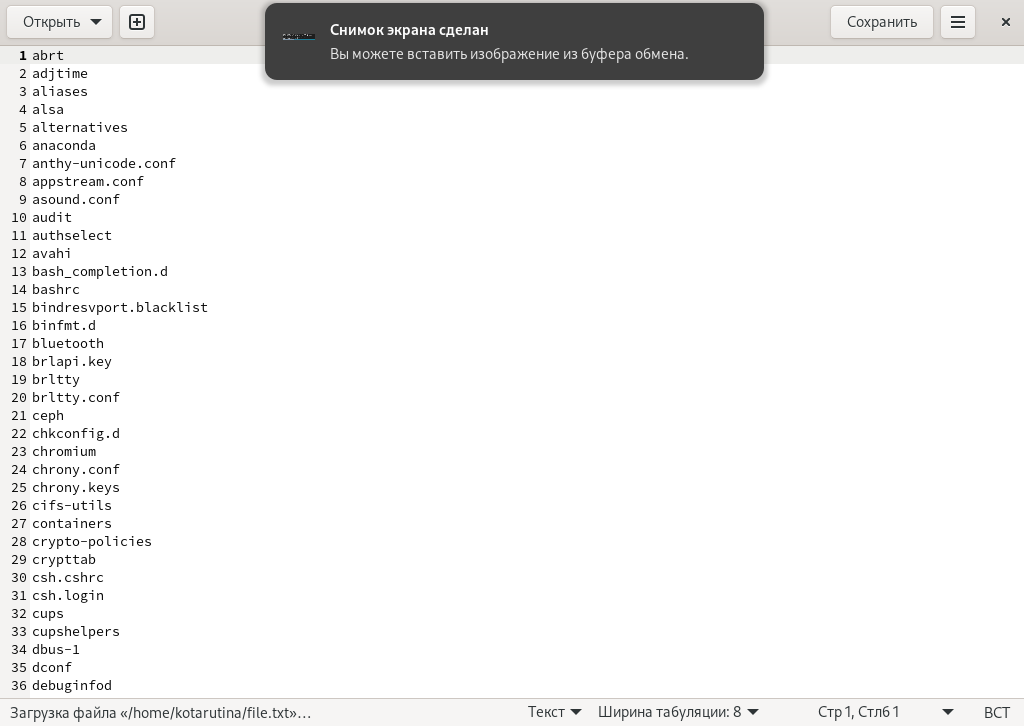 Открыть
Снимок экрана сделан
Вы можете вставить изображение из буфера обмена.
Сохранить
1 abrt
2 adjtime
3 aliases
4 alsa
5 alternatives
6 anaconda
7 anthy-unicode.conf
8 appstream.conf
9 asound.conf
10 audit
11 authselect
12 avahi
13 bash_completion.d
14 bashrc
15 bindresvport.blacklist
16 binfmt.d
17 bluetooth
18 brlapi.key
19 brltty
20 brltty.conf
21 ceph
22 chkconfig.d
23 chromium
24 chrony.conf
25 chrony.keys
26 cifs-utils
27 containers
28 crypto-policies
29 crypttab
30 csh.cshrc
31 csh.login
32 cups
33 cupshelpers
34 dbus-1
35 dconf
36 debuginfod
Загрузка файла «/home/kotarutina/file.txt»… Текст Ширина табуляции: 8 Стр 1, Стлб 1 ВСТ